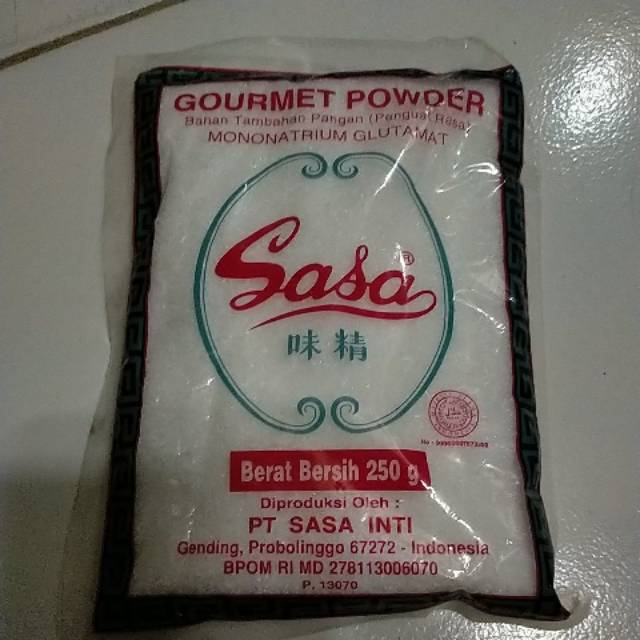 GOURMET POWDER
Bahan Tambahan Pangan (Penguat Rasa)
MONONATRIUM GLUTAMAT
Sasa®
味精
Berat Bersih 250 g
Diproduksi Oleh :
PT SASA INTI
Gending, Probolinggo 67272 - Indonesia
BPOM RI MD 278113006070
P. 13070